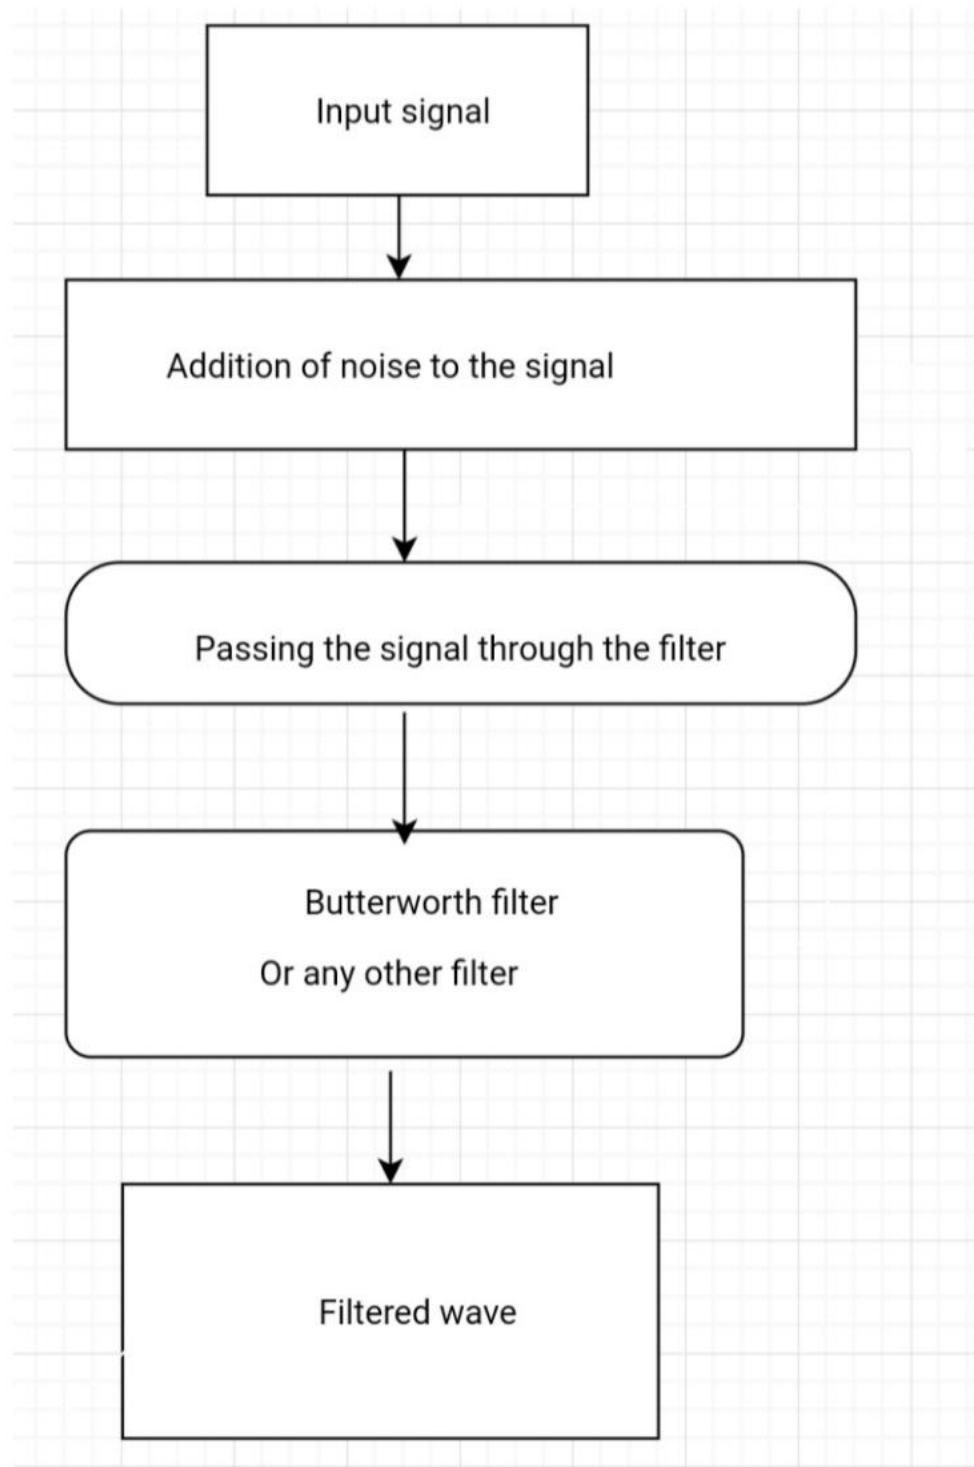 Input signal
Addition of noise to the signal
Passing the signal through the filter
Butterworth filter
Or any other filter
Filtered wave